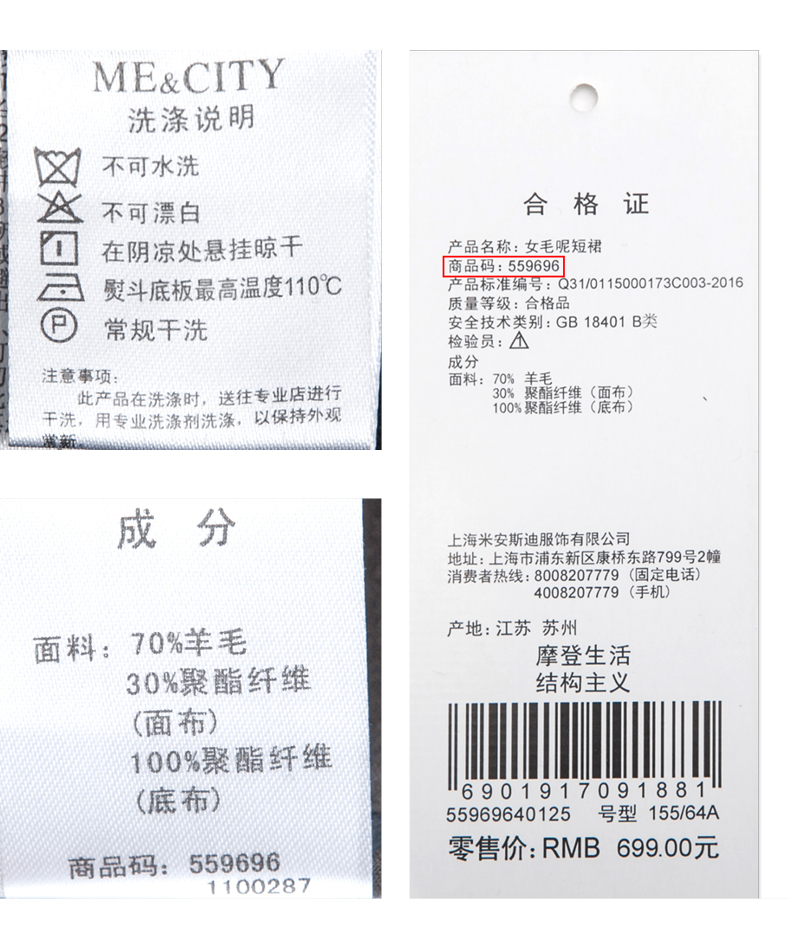 ME&CITY
洗涤说明
不可水洗
不可漂白
在阴凉处悬挂晾干
熨斗底板最高温度110℃
P
常规干洗
注意事项:
此产品在洗涤时，送往专业店进行
干洗，用专业洗涤剂洗涤，以保持外观
常新
成 分
面料：70%羊毛
30%聚酯纤维
(面布)
100%聚酯纤维
(底布)
商品码：559696
1100287
合 格 证
产品名称：女毛呢短裙
商品码：559696
产品标准编号：Q31/0115000173C003-2016
质量等级：合格品
安全技术类别：GB 18401 B类
检验员：
成分
面料：70% 羊毛
30% 聚酯纤维（面布）
100%聚酯纤维（底布）
上海米安斯迪服饰有限公司
地址：上海市浦东新区康桥东路799号2幢
消费者热线：8008207779（固定电话）
4008207779（手机）
产地：江苏 苏州
摩登生活
结构主义
6901917091881
55969640125 号型 155/64A
零售价：RMB 699.00元